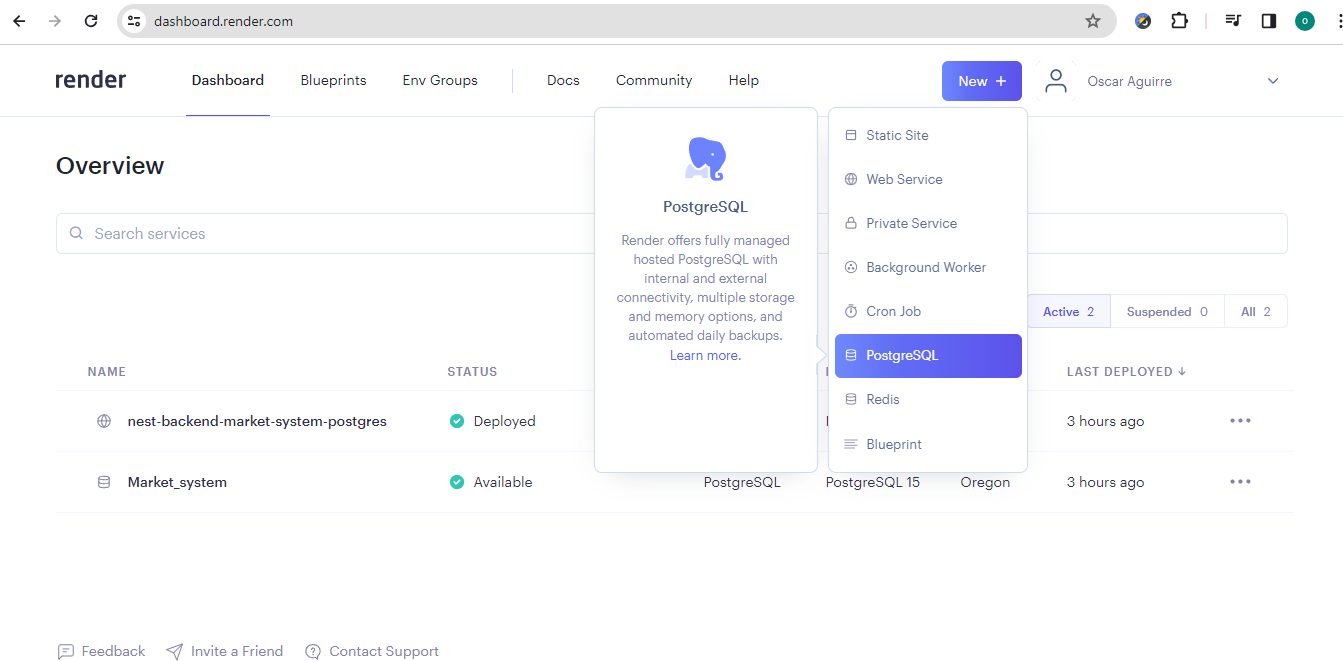 dashboard.render.com
O
render
Dashboard
Blueprints
Env Groups
Docs
Community
Help
New +
Oscar Aguirre
Overview
Search services
PostgreSQL
Render offers fully managed
hosted PostgreSQL with
internal and external
connectivity, multiple storage
and memory options, and
automated daily backups.
Learn more.
Static Site
Web Service
Private Service
Background Worker
Cron Job
PostgreSQL
Redis
Blueprint
Active 2
Suspended 0
All 2
NAME
STATUS
LAST DEPLOYED ↓
nest-backend-market-system-postgres
Deployed
3 hours ago
Market_system
Available
PostgreSQL
PostgreSQL 15
Oregon
3 hours ago
Feedback
Invite a Friend
Contact Support